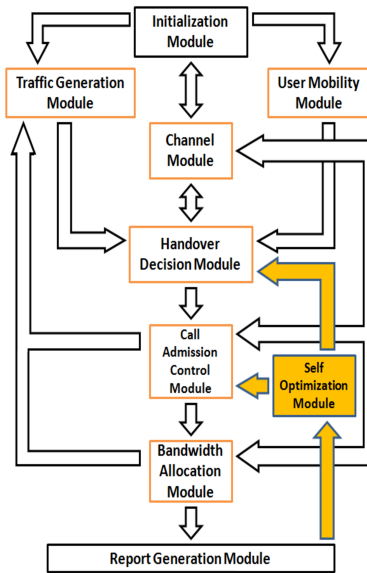 Initialization
Module
Traffic Generation
Module
User Mobility
Module
Channel
Module
Handover
Decision Module
Call
Admission
Control
Module
Self
Optimization
Module
Bandwidth
Allocation
Module
Report Generation Module